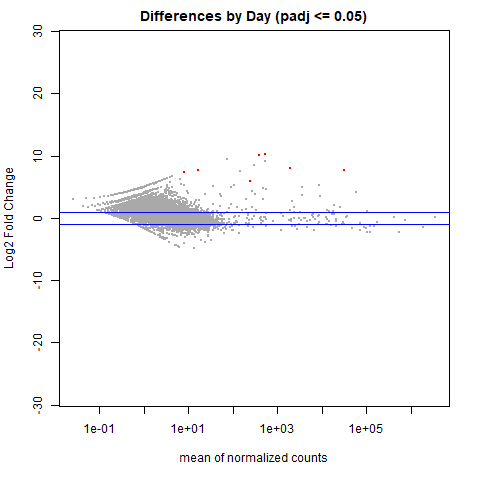 Differences by Day (padj <= 0.05)
Log2 Fold Change
30
20
10
0
-10
-20
-30
1e-01
1e+01
1e+03
1e+05
mean of normalized counts